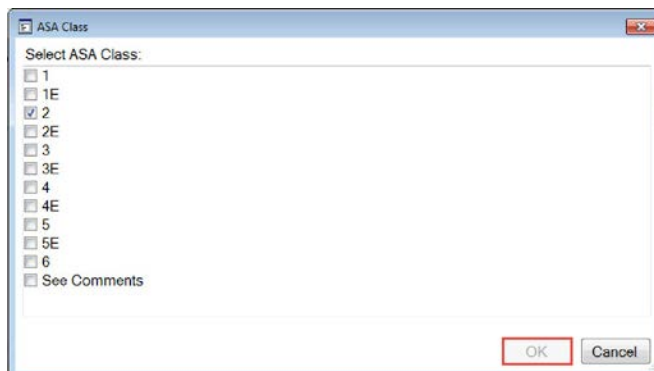 ASA Class
Select ASA Class:
1
1E
2
2E
3
3E
4
4E
5
5E
6
See Comments
OK Cancel